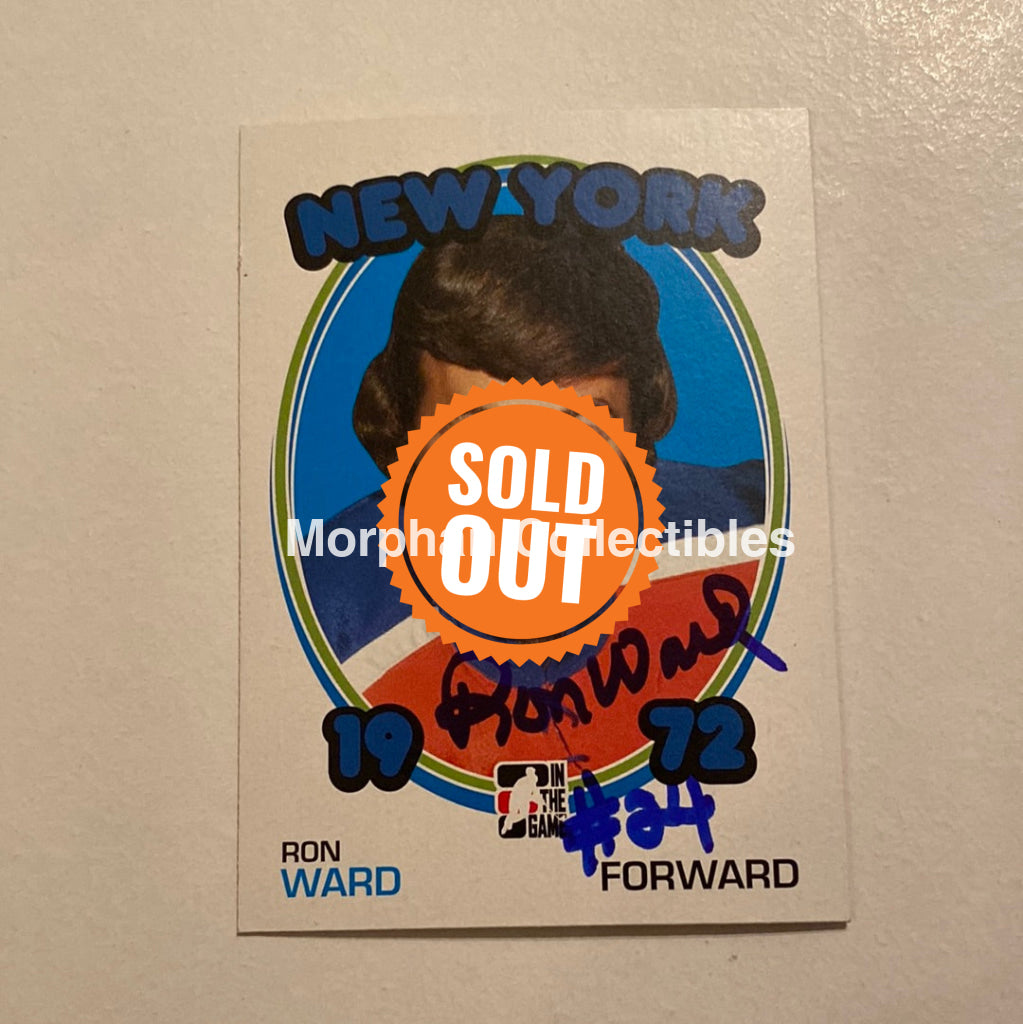 NEW YORK
SOLD
OUT
Morphan Collectibles
Ron Ward
19 72
IN
THE
GAME
#24
RON
WARD
FORWARD